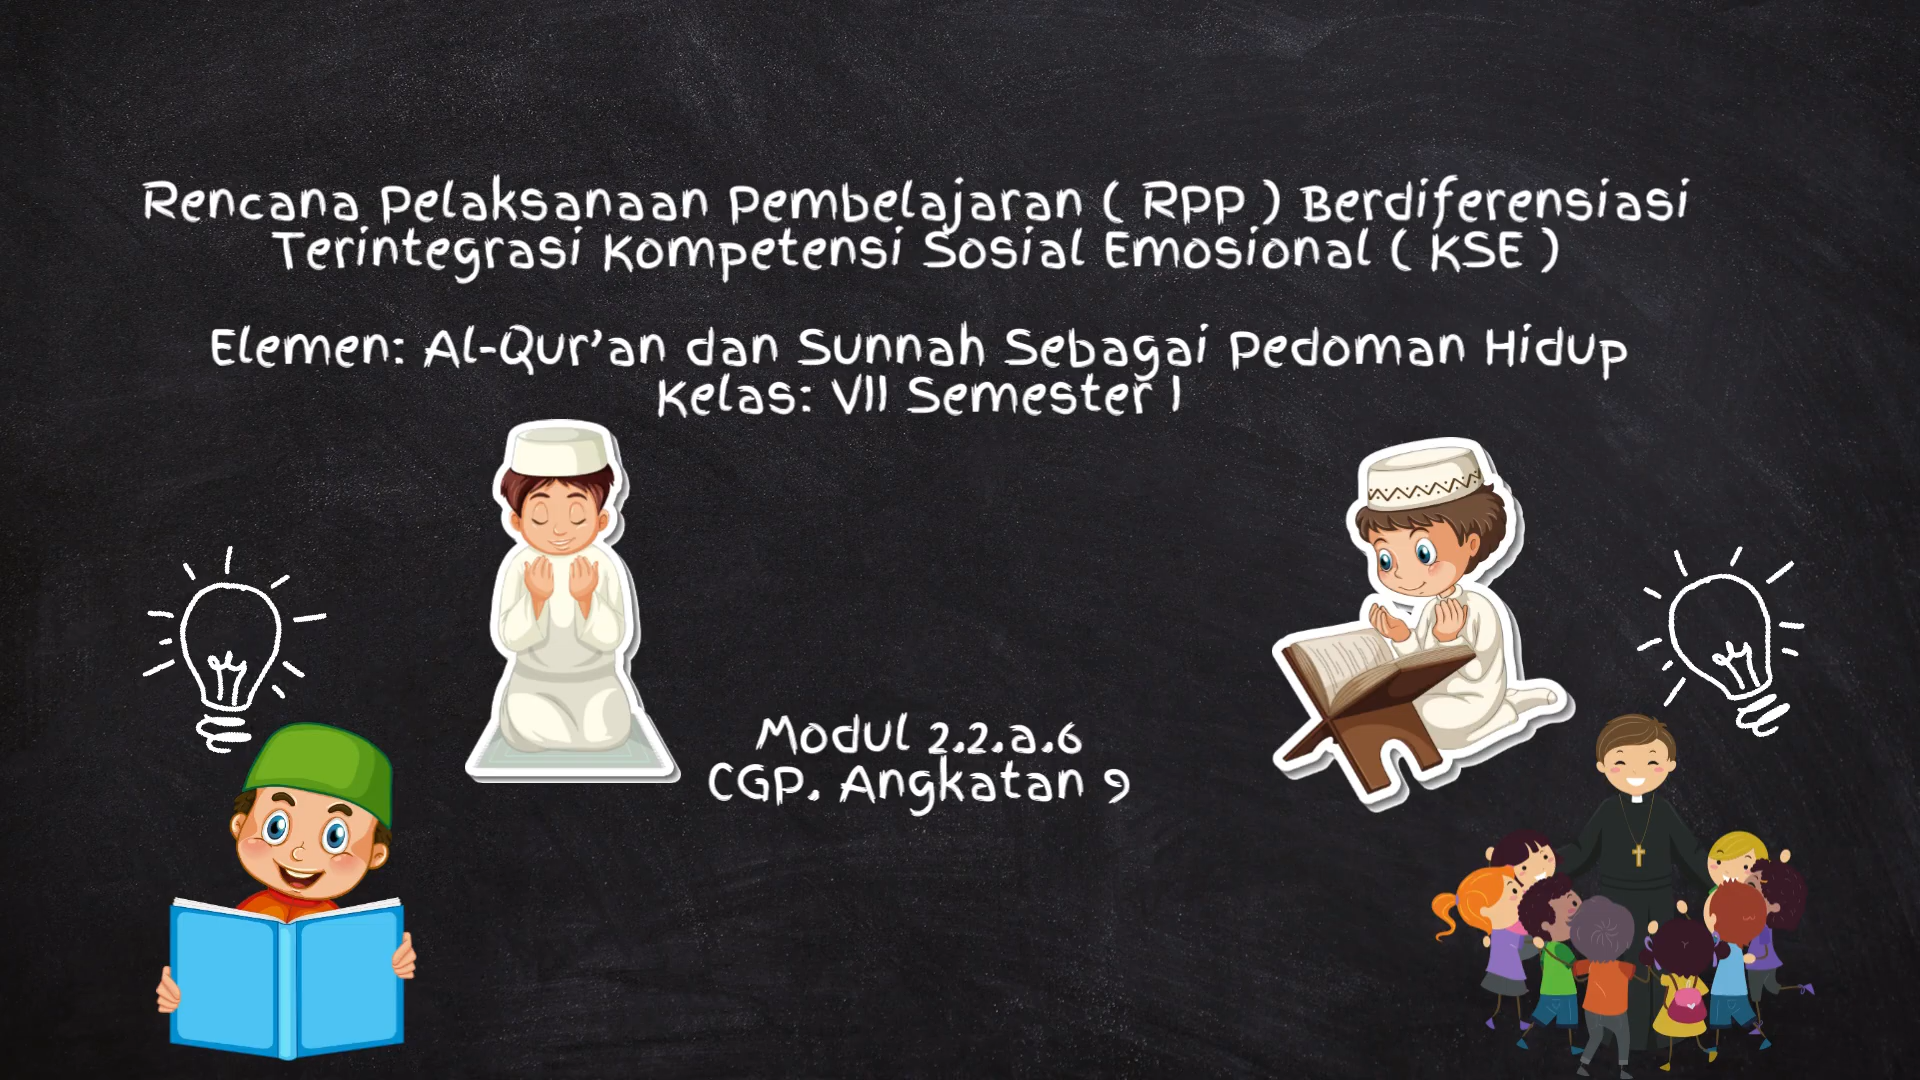 Rencana Pelaksanaan Pembelajaran ( RPP ) Berdiferensiasi
Terintegrasi Kompetensi Sosial Emosional ( KSE )
Elemen: Al-Qur'an dan Sunnah Sebagai Pedoman Hidup
Kelas: VII Semester 1
Modul 2.2.a.6
CGP. Angkatan 9